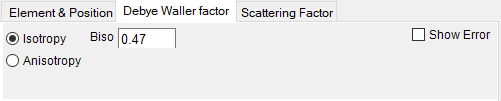 Element & Position Debye Waller factor Scattering Factor
Isotropy Biso 0.47 Show Error
Anisotropy